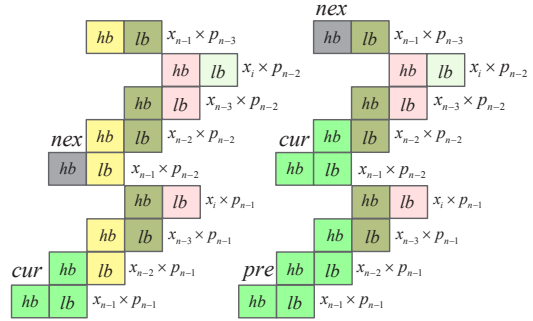 nex
hb lb x_{n-1} × p_{n-3} hb lb x_{n-1} × p_{n-3}
hb lb x_i × p_{n-2} hb lb x_i × p_{n-2}
hb lb x_{n-3} × p_{n-2} hb lb x_{n-3} × p_{n-2}
nex hb lb x_{n-2} × p_{n-2} cur hb lb x_{n-2} × p_{n-2}
hb lb x_{n-1} × p_{n-2} hb lb x_{n-1} × p_{n-2}
hb lb x_i × p_{n-1} hb lb x_i × p_{n-1}
hb lb x_{n-3} × p_{n-1} hb lb x_{n-3} × p_{n-1}
cur hb lb x_{n-2} × p_{n-1} pre hb lb x_{n-2} × p_{n-1}
hb lb x_{n-1} × p_{n-1} hb lb x_{n-1} × p_{n-1}